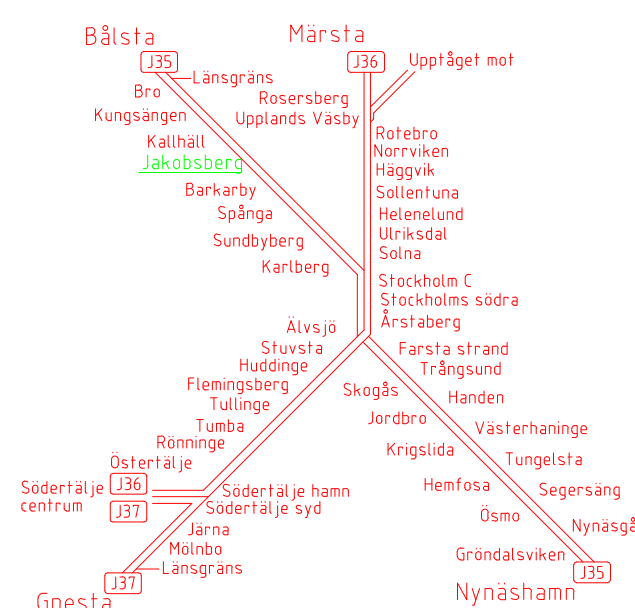 Bålsta
Märsta
J35
J36
Upptåget mot
Länsgräns
Bro
Rosersberg
Kungsängen
Upplands Väsby
Rotebro
Kallhäll
Norrviken
Jakobsberg
Häggvik
Barkarby
Sollentuna
Spånga
Helenelund
Ulriksdal
Sundbyberg
Solna
Karlberg
Stockholm C
Stockholms södra
Årstaberg
Älvsjö
Stuvsta
Farsta strand
Huddinge
Trångsund
Flemingsberg
Skogås
Handen
Tullinge
Jordbro
Tumba
Västerhaninge
Rönninge
Krigslida
Östertälje
Tungelsta
Södertälje
centrum
J36
J37
Södertälje hamn
Hemfosa
Segersäng
Södertälje syd
Ösmo
Nynäsgå
Järna
Mölnbo
Gröndalsviken
Länsgräns
J37
J35
Gnesta
Nynäshamn